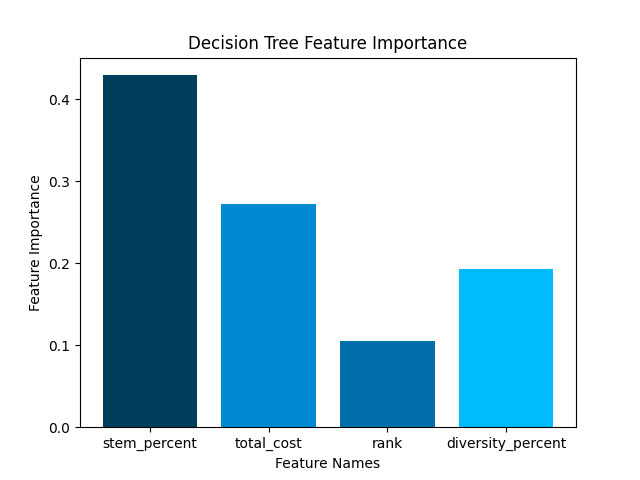 Decision Tree Feature Importance
Feature Importance
0.4
0.3
0.2
0.1
0.0
stem_percent total_cost rank diversity_percent
Feature Names